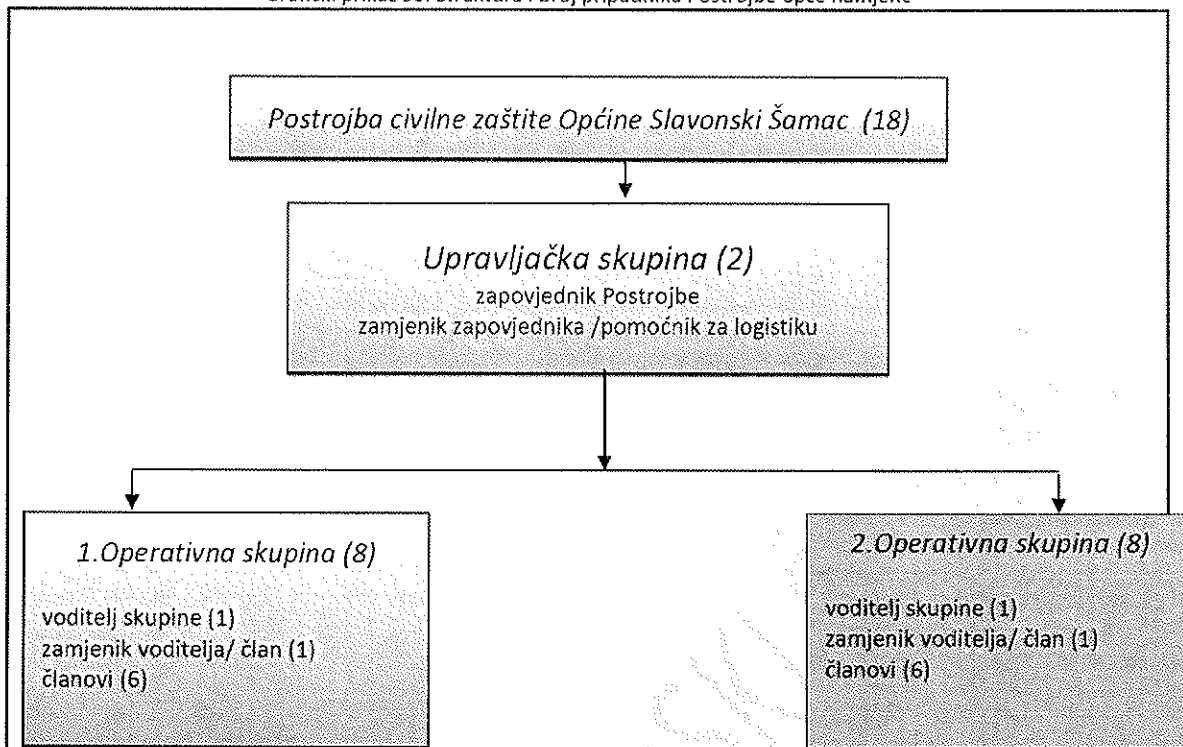 Postrojba civilne zaštite Općine Slavonski Šamac (18)
Upravljačka skupina (2)
zapovjednik Postrojbe
zamjenik zapovjednika /pomoćnik za logistiku
1.Operativna skupina (8)
voditelj skupine (1)
zamjenik voditelja/ član (1)
članovi (6)
2.Operativna skupina (8)
voditelj skupine (1)
zamjenik voditelja/ član (1)
članovi (6)